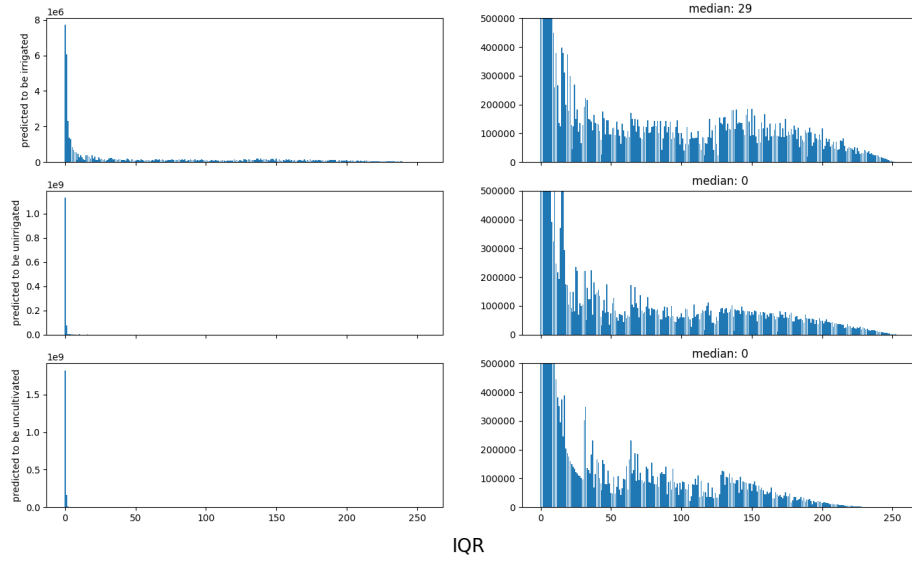 1e6
8
6
4
2
0
predicted to be irrigated
median: 29
500000
400000
300000
200000
100000
0
1e9
1.0
0.8
0.6
0.4
0.2
0.0
predicted to be unirrigated
median: 0
500000
400000
300000
200000
100000
0
1e9
1.5
1.0
0.5
0.0
predicted to be uncultivated
0 50 100 150 200 250
median: 0
500000
400000
300000
200000
100000
0
0 50 100 150 200 250
IQR